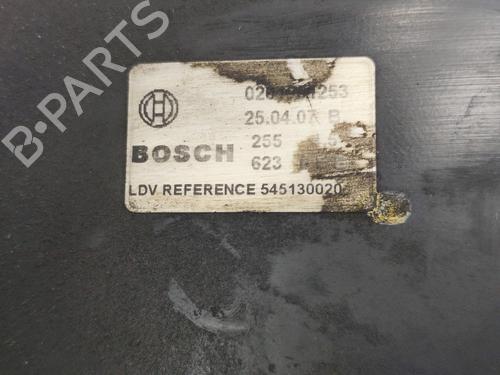 25.04.07 B
255
BOSCH 623
LDV REFERENCE 545130020
B-PARTS